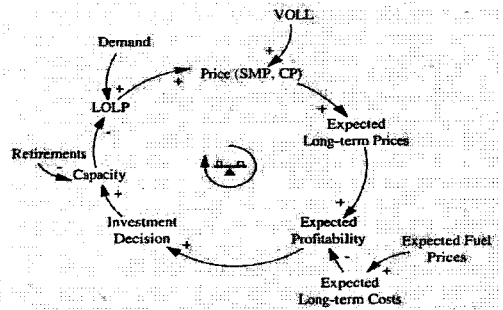 VOLL
Demand
+
+
Price (SMP, CP)
+
+
LOLP
+
Expected
Long-term Prices
-
Retirements
-
Capacity
+
+
Investment
Decision
+
Expected
Profitability
-
Expected Fuel
Prices
+
Expected
Long-term Costs